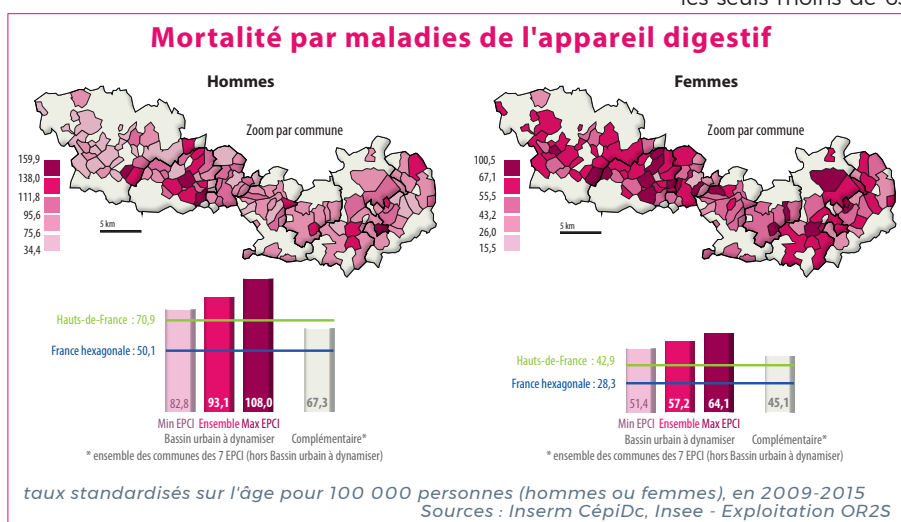 les seuls moins de 65
Mortalité par maladies de l'appareil digestif
Hommes
Zoom par commune
159,9
138,0
111,8
95,6
75,6
34,4
5 km
Hauts-de-France : 70,9
France hexagonale : 50,1
82,8
93,1
108,0
67,3
Min EPCI Ensemble Max EPCI
Bassin urbain à dynamiser
Complémentaire*
* ensemble des communes des 7 EPCI (hors Bassin urbain à dynamiser)
Femmes
Zoom par commune
100,5
67,1
55,5
43,2
26,0
15,5
5 km
Hauts-de-France : 42,9
France hexagonale : 28,3
51,4
57,2
64,1
45,1
Min EPCI Ensemble Max EPCI
Bassin urbain à dynamiser
Complémentaire*
* ensemble des communes des 7 EPCI (hors Bassin urbain à dynamiser)
taux standardisés sur l'âge pour 100 000 personnes (hommes ou femmes), en 2009-2015
Sources : Inserm CépiDc, Insee - Exploitation OR2S